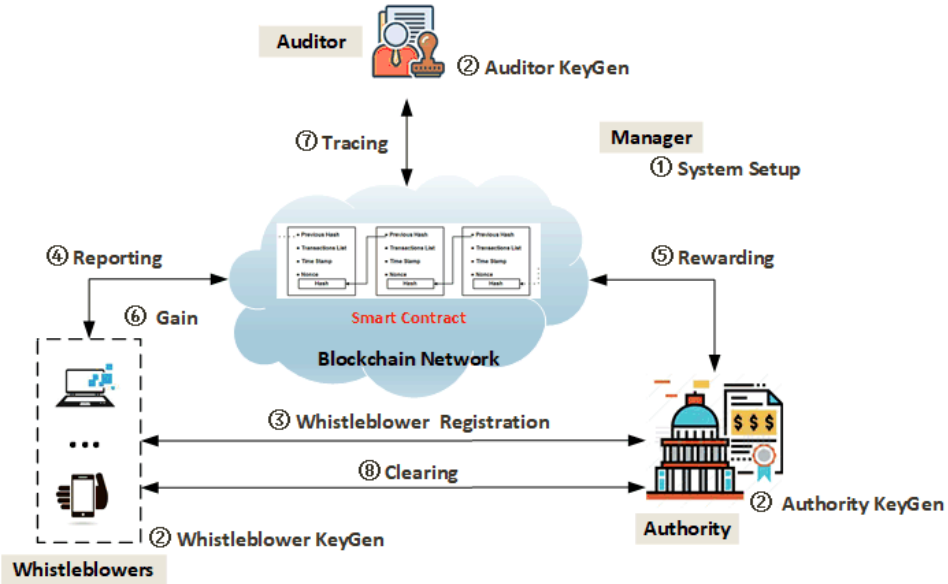 Auditor
② Auditor KeyGen
⑦ Tracing
Manager
① System Setup
④ Reporting
⑤ Rewarding
Previous Hash
Transactions List
Time Stamp
Nonce
Hash
Previous Hash
Transactions List
Time Stamp
Nonce
Hash
Previous Hash
Transactions List
Time Stamp
Nonce
Hash
⑥ Gain
Smart Contract
Blockchain Network
③ Whistleblower Registration
$ $ $
⑧ Clearing
② Authority KeyGen
Authority
② Whistleblower KeyGen
Whistleblowers